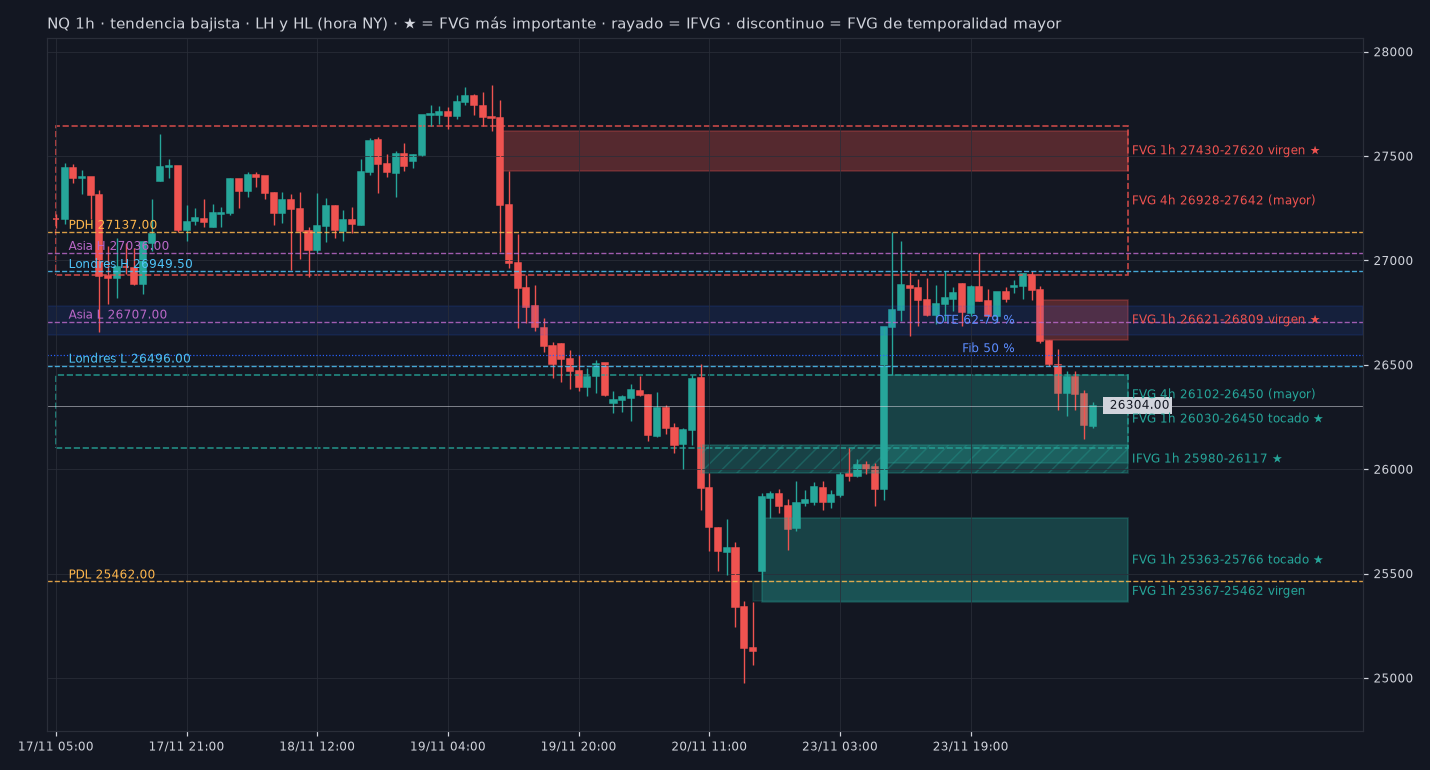 NQ 1h · tendencia bajista · LH y HL (hora NY) · ★ = FVG más importante · rayado = IFVG · discontinuo = FVG de temporalidad mayor
28000
27500
27000
26500
26000
25500
25000
FVG 1h 27430-27620 virgen ★
FVG 4h 26928-27642 (mayor)
PDH 27137.00
Asia H 27036.00
Londres H 26949.50
Asia L 26707.00
OTE 62-79 %
FVG 1h 26621-26809 virgen ★
Fib 50 %
Londres L 26496.00
FVG 4h 26102-26450 (mayor)
26304.00
FVG 1h 26030-26450 tocado ★
IFVG 1h 25980-26117 ★
FVG 1h 25363-25766 tocado ★
PDL 25462.00
FVG 1h 25367-25462 virgen
17/11 05:00
17/11 21:00
18/11 12:00
19/11 04:00
19/11 20:00
20/11 11:00
23/11 03:00
23/11 19:00